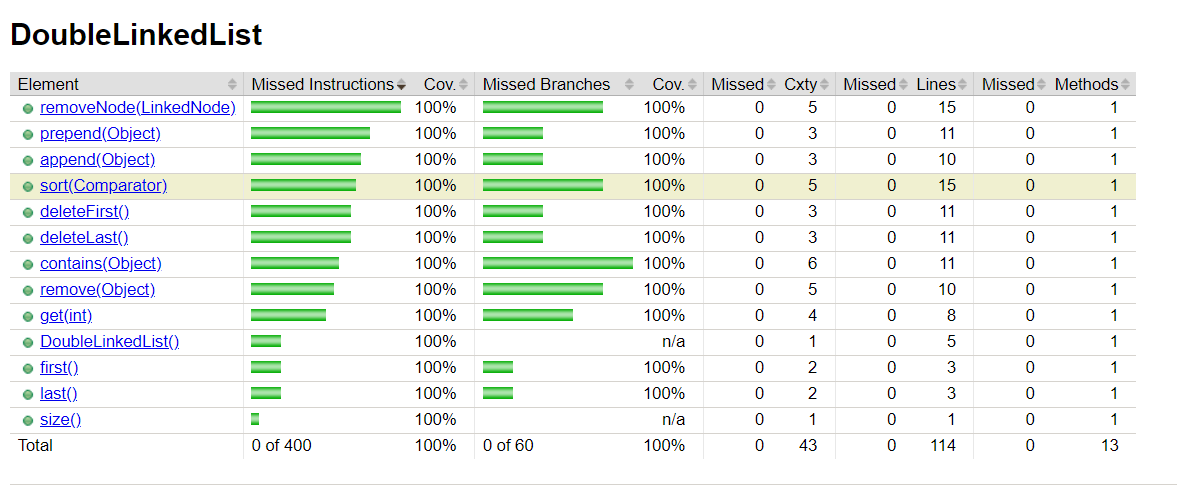 DoubleLinkedList
Element Missed Instructions Cov. Missed Branches Cov. Missed Cxty Missed Lines Missed Methods
removeNode(LinkedNode) 100% 100% 0 5 0 15 0 1
prepend(Object) 100% 100% 0 3 0 11 0 1
append(Object) 100% 100% 0 3 0 10 0 1
sort(Comparator) 100% 100% 0 5 0 15 0 1
deleteFirst() 100% 100% 0 3 0 11 0 1
deleteLast() 100% 100% 0 3 0 11 0 1
contains(Object) 100% 100% 0 6 0 11 0 1
remove(Object) 100% 100% 0 5 0 10 0 1
get(int) 100% 100% 0 4 0 8 0 1
DoubleLinkedList() 100% n/a 0 1 0 5 0 1
first() 100% 100% 0 2 0 3 0 1
last() 100% 100% 0 2 0 3 0 1
size() 100% n/a 0 1 0 1 0 1
Total 0 of 400 100% 0 of 60 100% 0 43 0 114 0 13